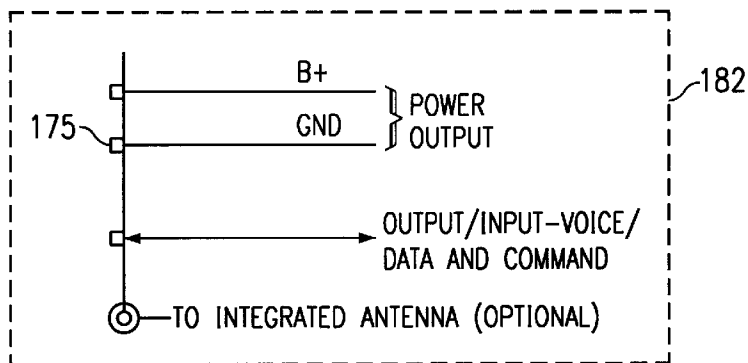 B+
182
POWER
OUTPUT
175
GND
OUTPUT/INPUT-VOICE/
DATA AND COMMAND
TO INTEGRATED ANTENNA (OPTIONAL)